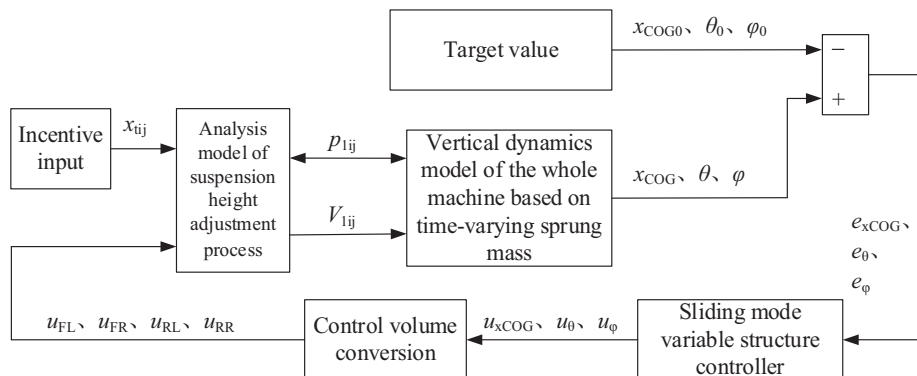 Target value
x_COG0、θ_0、φ_0
−
+
Incentive
input
x_tij
Analysis
model of
suspension
height
adjustment
process
p_1ij
V_1ij
Vertical dynamics
model of the whole
machine based on
time-varying sprung
mass
x_COG、θ、φ
e_xCOG、
e_θ、
e_φ
u_FL、u_FR、u_RL、u_RR
Control volume
conversion
u_xCOG、u_θ、u_φ
Sliding mode
variable structure
controller